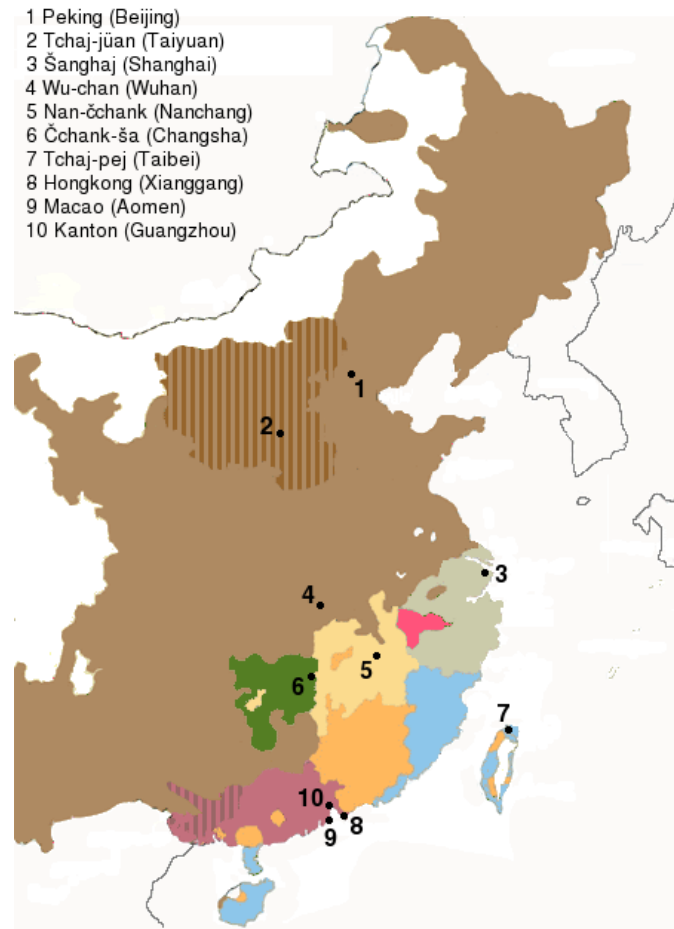 1 Peking (Beijing)
2 Tchaj-jüan (Taiyuan)
3 Šanghaj (Shanghai)
4 Wu-chan (Wuhan)
5 Nan-čchank (Nanchang)
6 Čchank-ša (Changsha)
7 Tchaj-pej (Taibei)
8 Hongkong (Xianggang)
9 Macao (Aomen)
10 Kanton (Guangzhou)
1
2
3
4
5
6
7
10
8
9